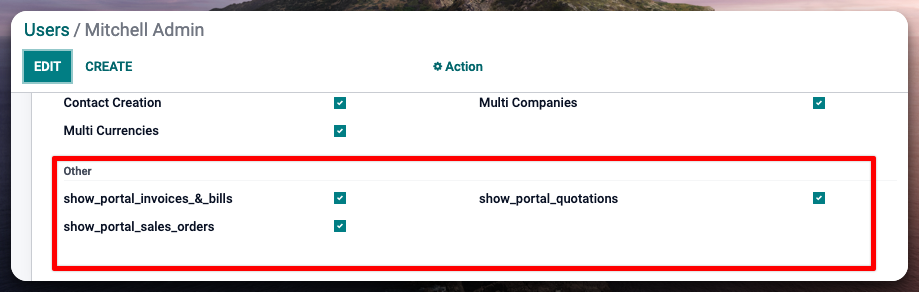 Users / Mitchell Admin
EDIT CREATE Action
Contact Creation Multi Companies
Multi Currencies
Other
show_portal_invoices_&_bills show_portal_quotations
show_portal_sales_orders